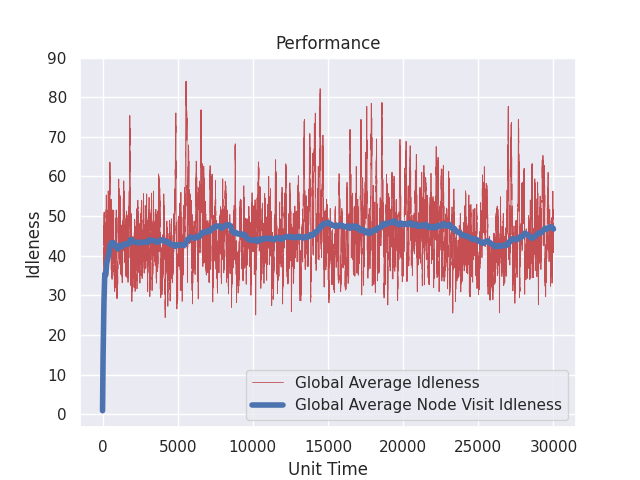 Performance
90
80
70
60
50
40
30
20
10
0
Idleness
Global Average Idleness
Global Average Node Visit Idleness
0 5000 10000 15000 20000 25000 30000
Unit Time